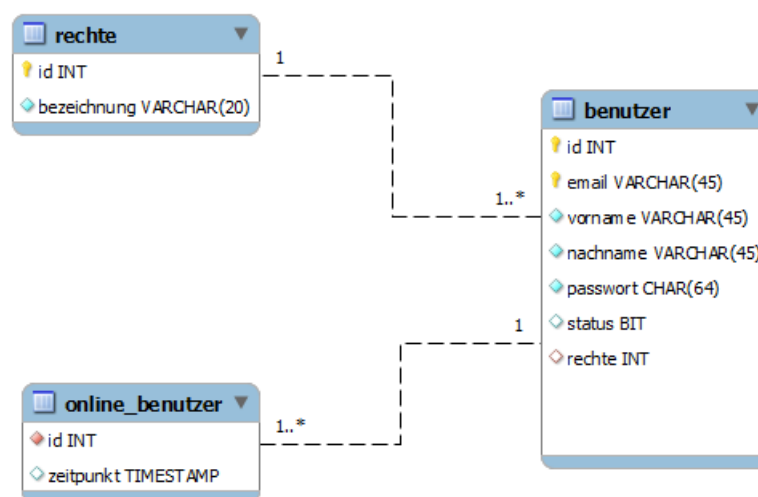 rechte
id INT
bezeichnung VARCHAR(20)
1
1..*
benutzer
id INT
email VARCHAR(45)
vorname VARCHAR(45)
nachname VARCHAR(45)
passwort CHAR(64)
status BIT
rechte INT
1
1..*
online_benutzer
id INT
zeitpunkt TIMESTAMP